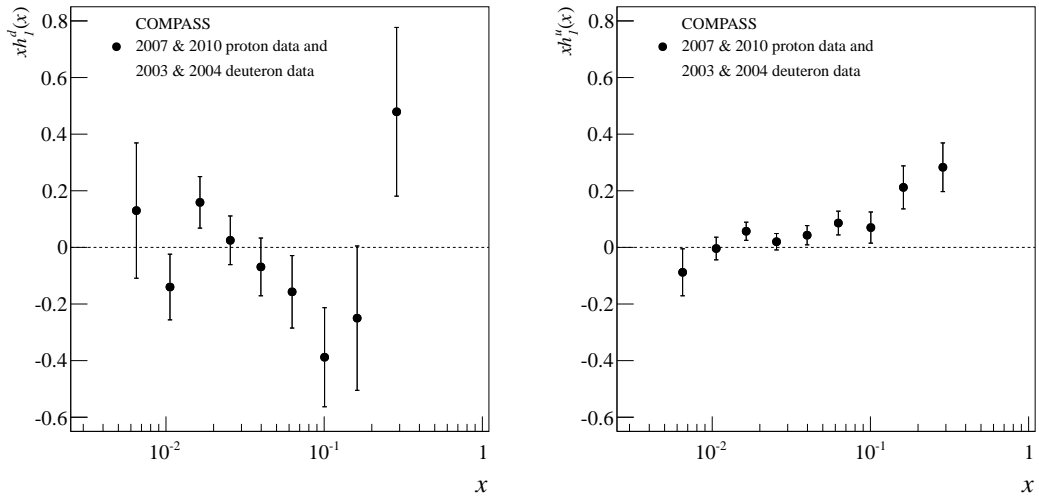 xh₁ᵈ(x)
COMPASS
2007 & 2010 proton data and
2003 & 2004 deuteron data
0.8
0.6
0.4
0.2
0
-0.2
-0.4
-0.6
10⁻²
10⁻¹
1
x
xh₁ᵘ(x)
COMPASS
2007 & 2010 proton data and
2003 & 2004 deuteron data
0.8
0.6
0.4
0.2
0
-0.2
-0.4
-0.6
10⁻²
10⁻¹
1
x